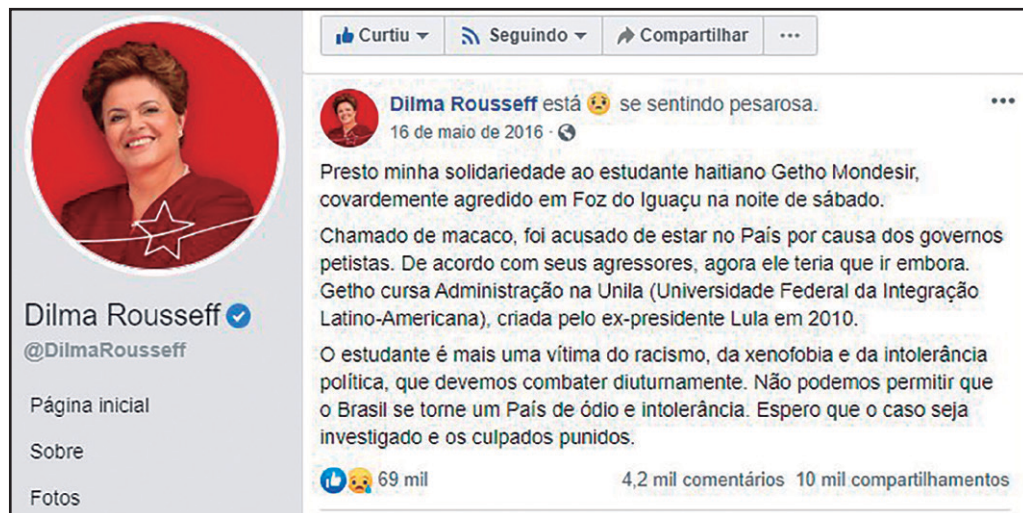 Curtiu Seguindo Compartilhar ...
Dilma Rousseff está se sentindo pesarosa. ...
16 de maio de 2016 ·
Presto minha solidariedade ao estudante haitiano Getho Mondesir,
covardemente agredido em Foz do Iguaçu na noite de sábado.
Chamado de macaco, foi acusado de estar no País por causa dos governos
petistas. De acordo com seus agressores, agora ele teria que ir embora.
Getho cursa Administração na Unila (Universidade Federal da Integração
Latino-Americana), criada pelo ex-presidente Lula em 2010.
O estudante é mais uma vítima do racismo, da xenofobia e da intolerância
política, que devemos combater diuturnamente. Não podemos permitir que
o Brasil se torne um País de ódio e intolerância. Espero que o caso seja
investigado e os culpados punidos.
69 mil 4,2 mil comentários 10 mil compartilhamentos
Dilma Rousseff
@DilmaRousseff
Página inicial
Sobre
Fotos